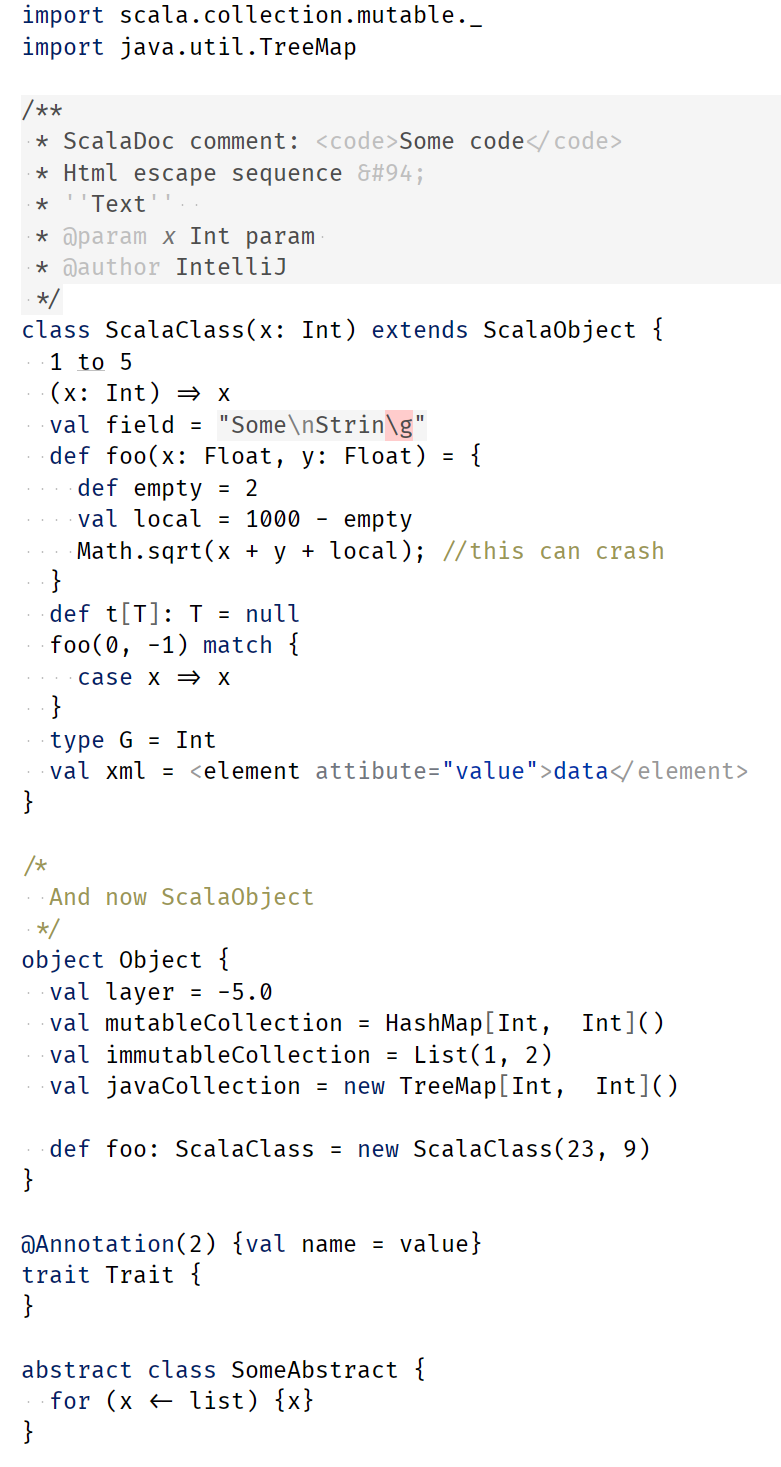 import scala.collection.mutable._
import java.util.TreeMap

/**
 * ScalaDoc comment: <code>Some code</code>
 * Html escape sequence &#94;
 * ''Text''
 * @param x Int param
 * @author IntelliJ
 */
class ScalaClass(x: Int) extends ScalaObject {
  1 to 5
  (x: Int) => x
  val field = "Some\nStrin\g"
  def foo(x: Float, y: Float) = {
    def empty = 2
    val local = 1000 - empty
    Math.sqrt(x + y + local); //this can crash
  }
  def t[T]: T = null
  foo(0, -1) match {
    case x => x
  }
  type G = Int
  val xml = <element attibute="value">data</element>
}

/*
  And now ScalaObject
 */
object Object {
  val layer = -5.0
  val mutableCollection = HashMap[Int,  Int]()
  val immutableCollection = List(1, 2)
  val javaCollection = new TreeMap[Int,  Int]()

  def foo: ScalaClass = new ScalaClass(23, 9)
}

@Annotation(2) {val name = value}
trait Trait {
}

abstract class SomeAbstract {
  for (x <- list) {x}
}